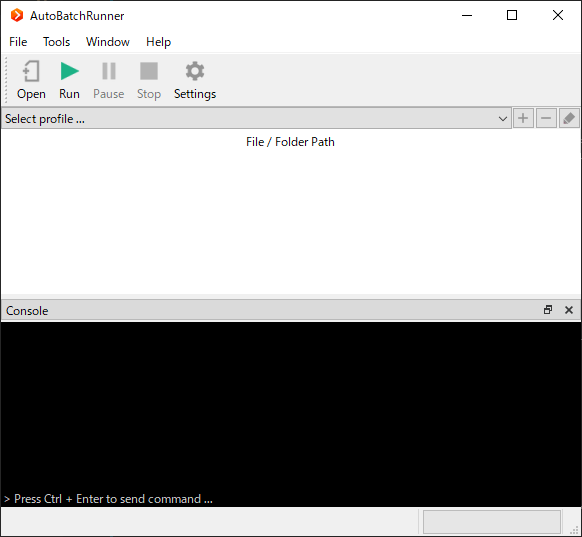 AutoBatchRunner
File Tools Window Help
Open Run Pause Stop Settings
Select profile ...
File / Folder Path
Console
> Press Ctrl + Enter to send command ...